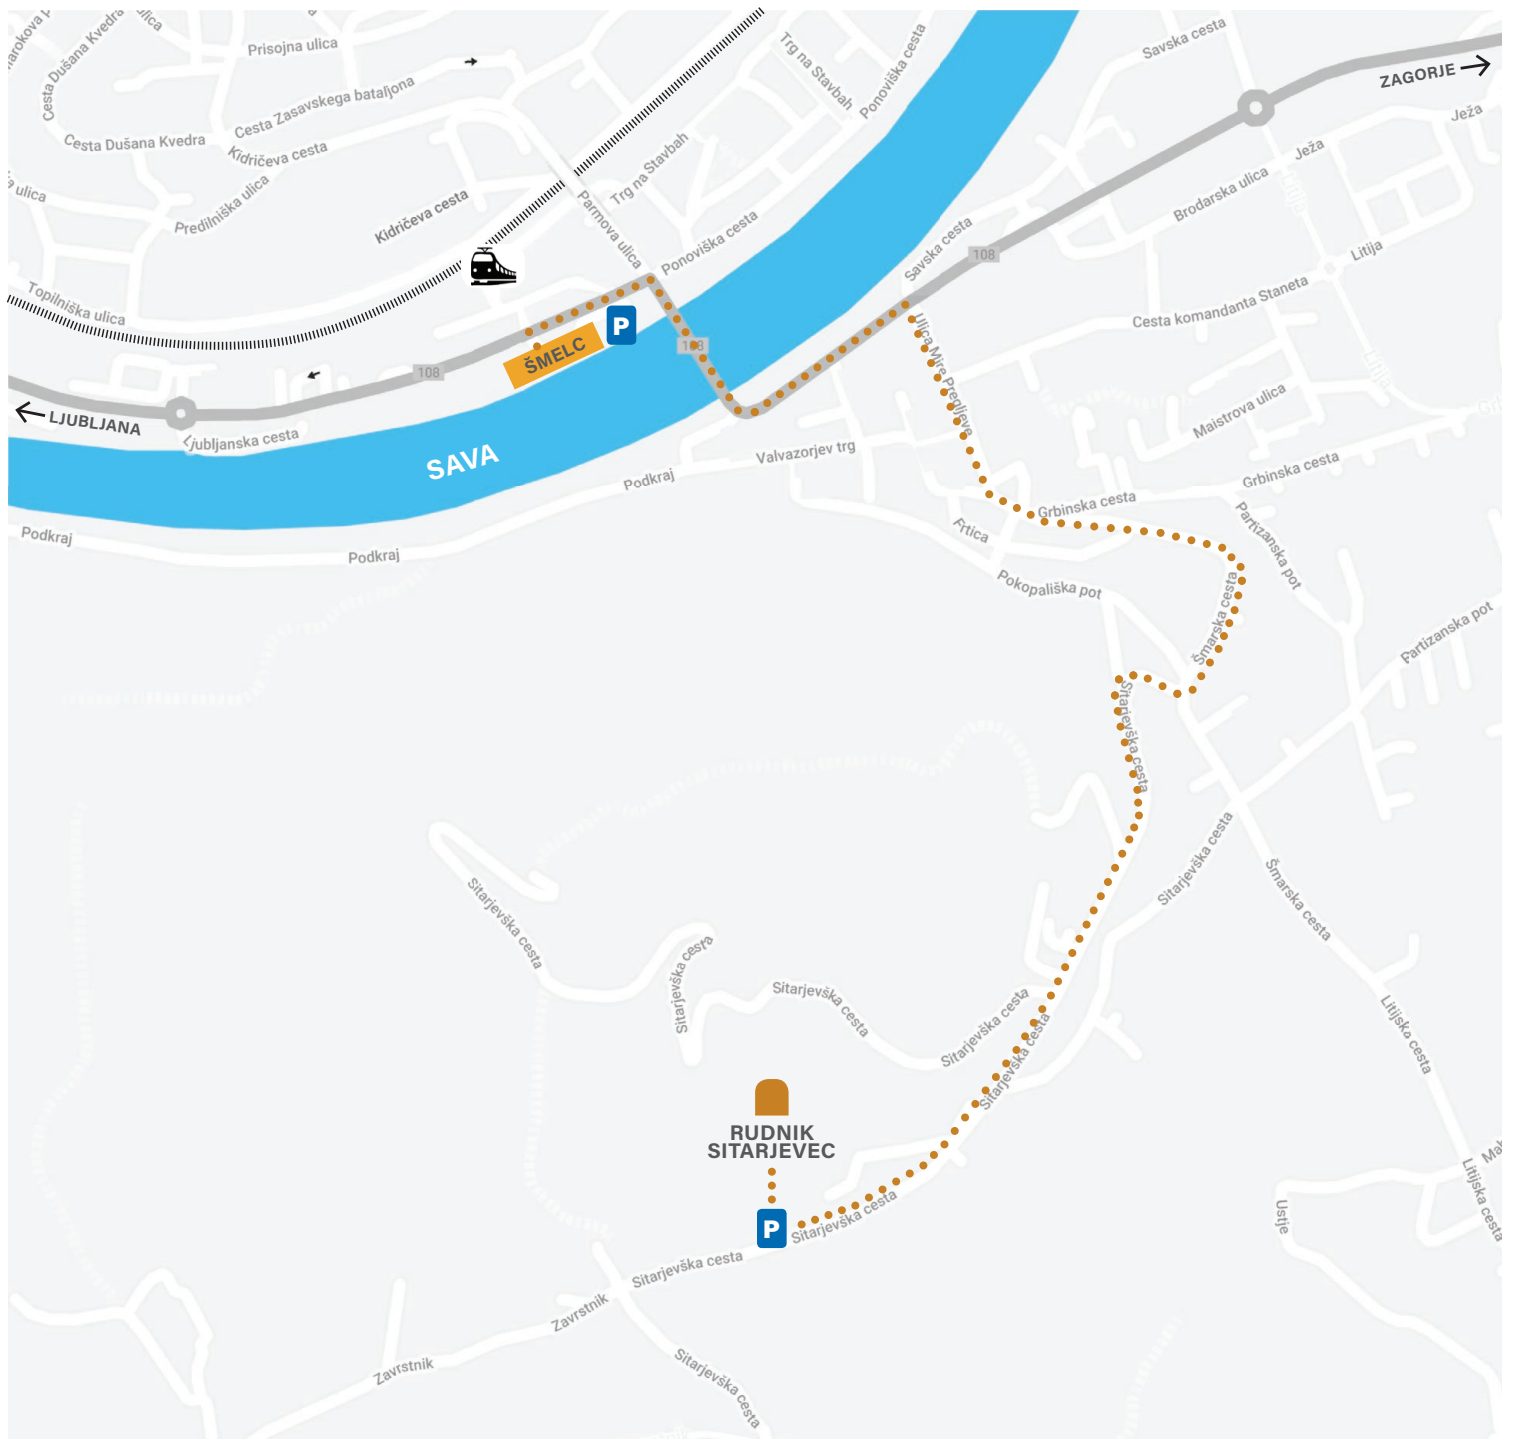 Prisojna ulica
Cesta Dušana Kvedra
Cesta Zasavskega bataljona
Cesta Dušana Kvedra
Kidričeva cesta
Predilniška ulica
Kidričeva cesta
Topilniška ulica
ulica
Trg na Stavbah
Ponoviška cesta
Trg na Stavbah
Parmova ulica
Ponoviška cesta
Savska cesta
ZAGORJE
Ježa
Ježa
Brodarska ulica
Litija
Savska cesta
108
Cesta komandanta Staneta
P
ŠMELC
108
108
LJUBLJANA
Ljubljanska cesta
SAVA
Ulica Mire Pregljeve
Maistrova ulica
Valvazorjev trg
Podkraj
Grbinska cesta
Grbinska cesta
Partizanska pot
Frtica
Podkraj
Podkraj
Pokopališka pot
Šmarska cesta
Partizanska pot
Sitarjevška cesta
Sitarjevška cesta
Šmarska cesta
Sitarjevška cesta
Sitarjevška cesta
Sitarjevška cesta
Sitarjevška cesta
Sitarjevška cesta
Litijska cesta
RUDNIK
SITARJEVEC
P
Sitarjevška cesta
Sitarjevška cesta
Litijska cesta
Ustje
Zavrstnik
Zavrstnik
Sitarjevška cesta